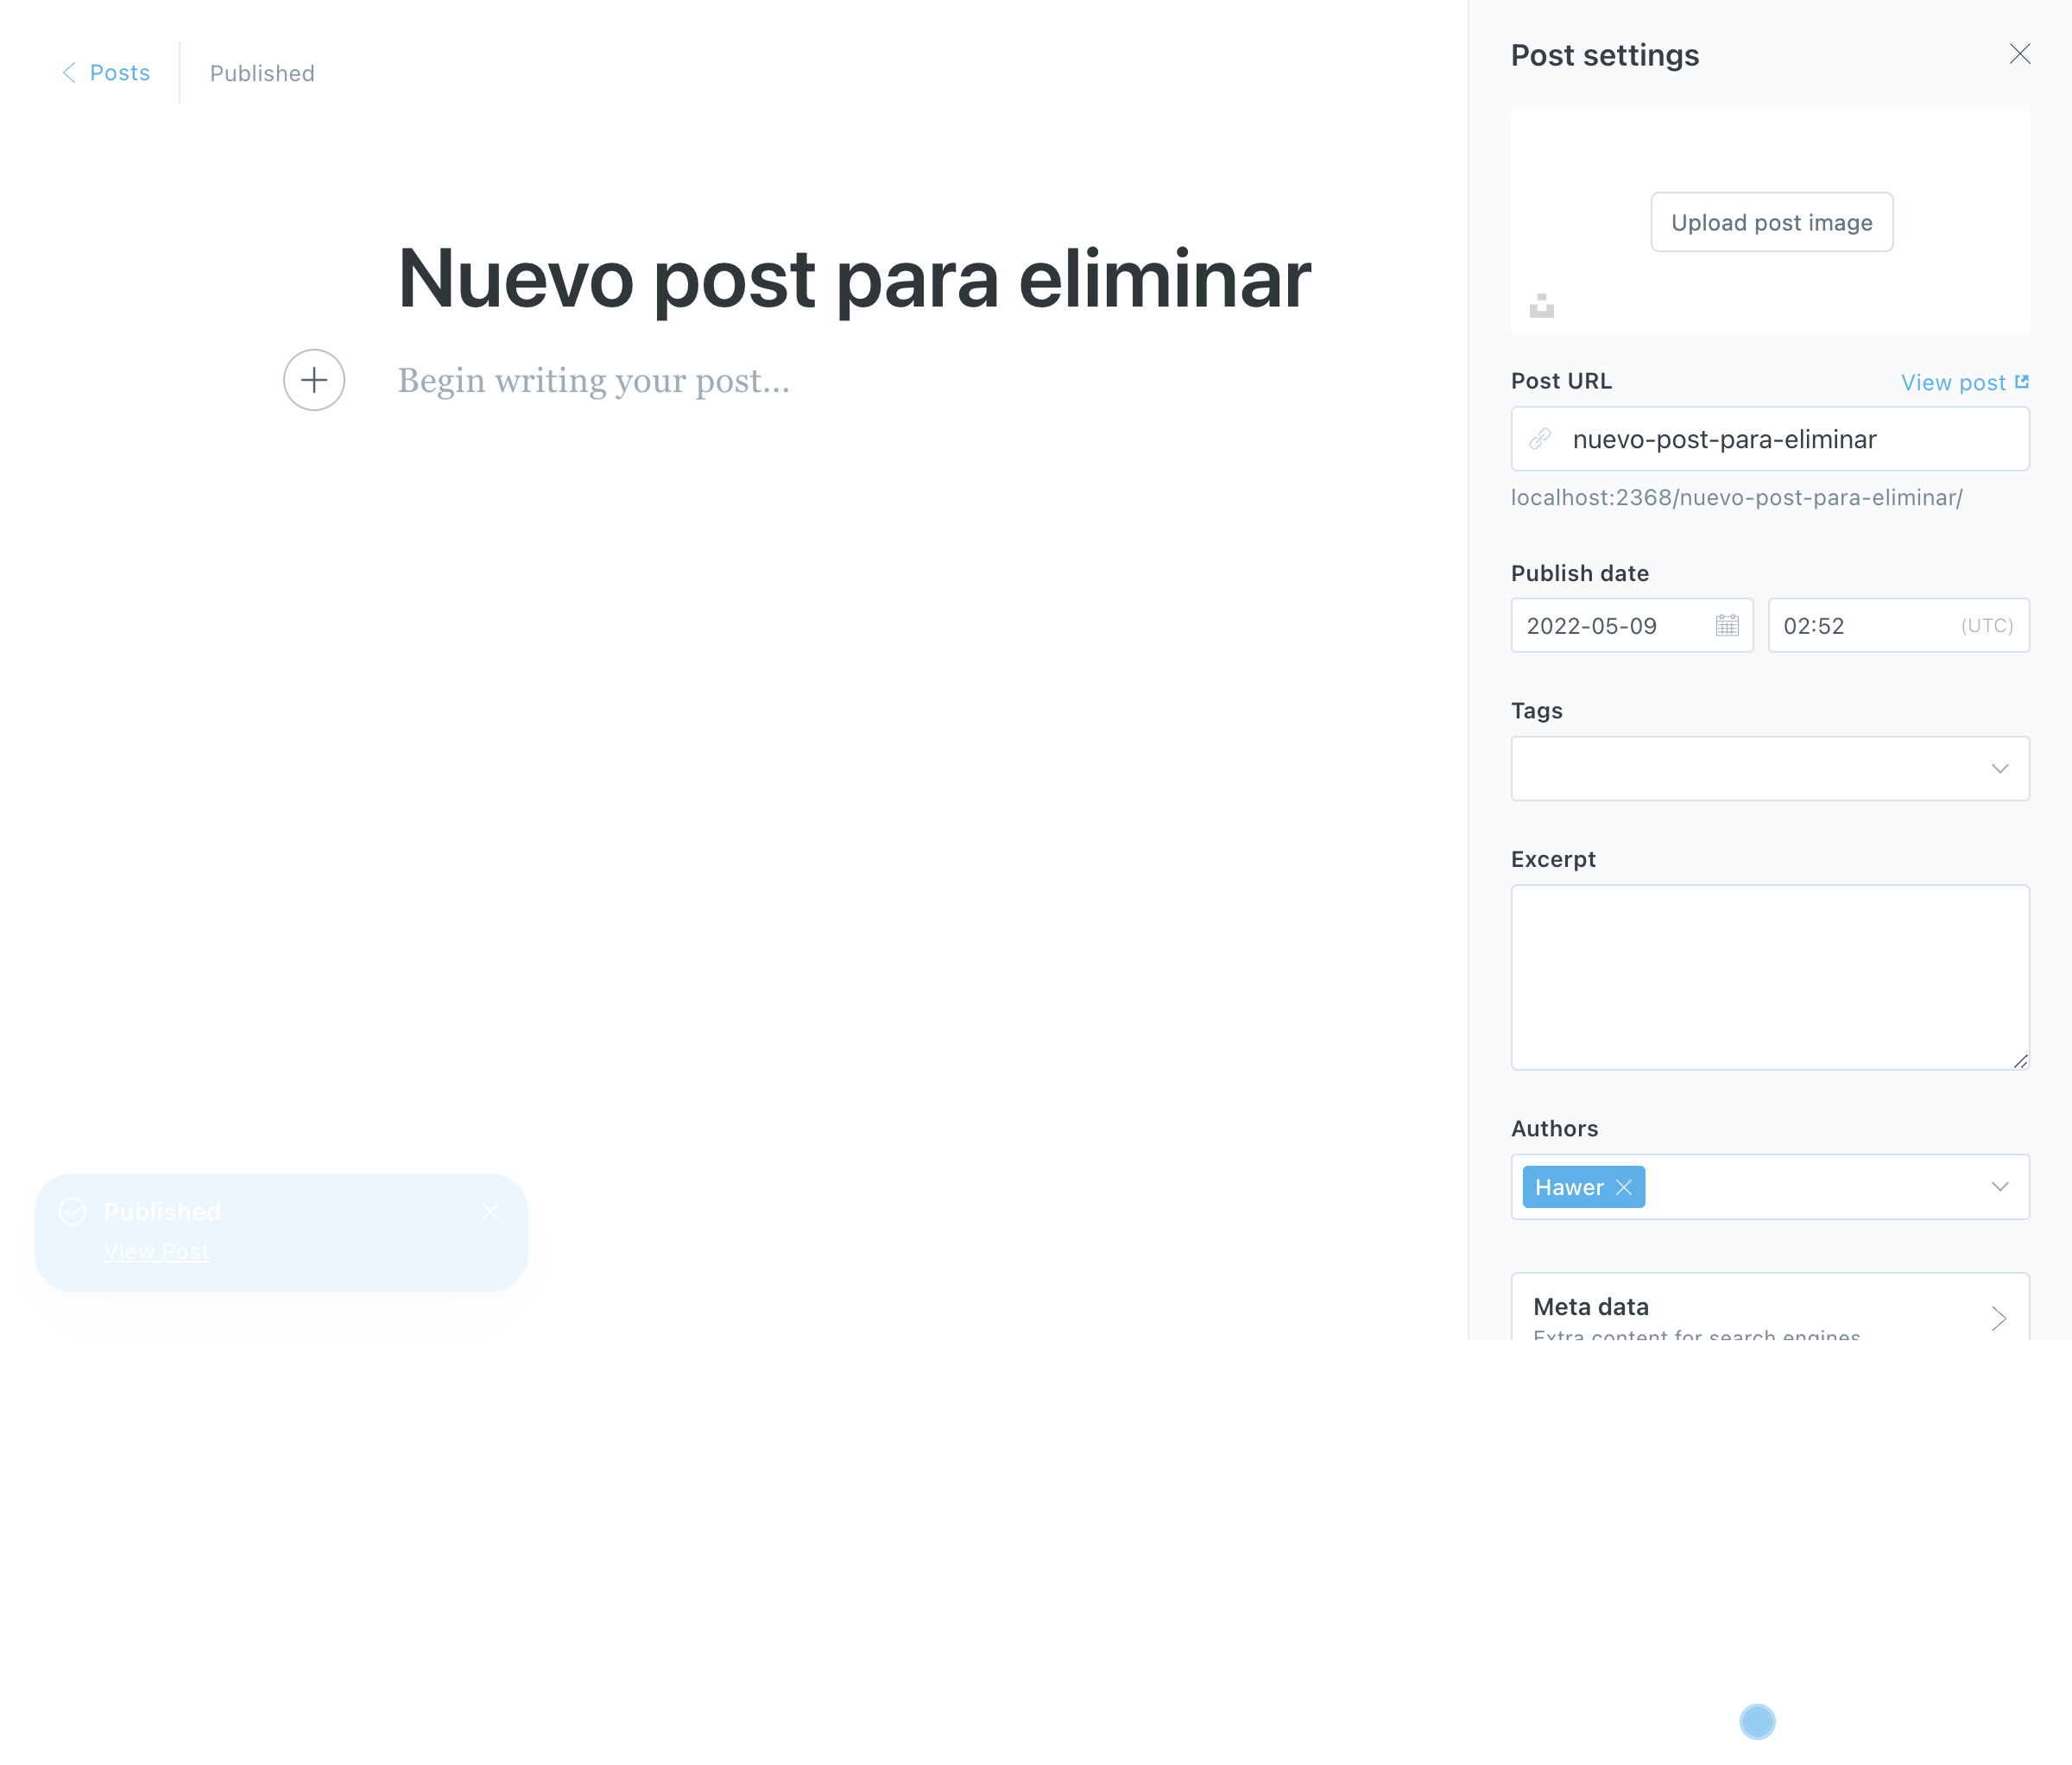 Posts
Published
Nuevo post para eliminar
Begin writing your post...
Published
View Post
Post settings
Upload post image
Post URL
View post
nuevo-post-para-eliminar
localhost:2368/nuevo-post-para-eliminar/
Publish date
2022-05-09
02:52 (UTC)
Tags
Excerpt
Authors
Hawer
Meta data
Extra content for search engines